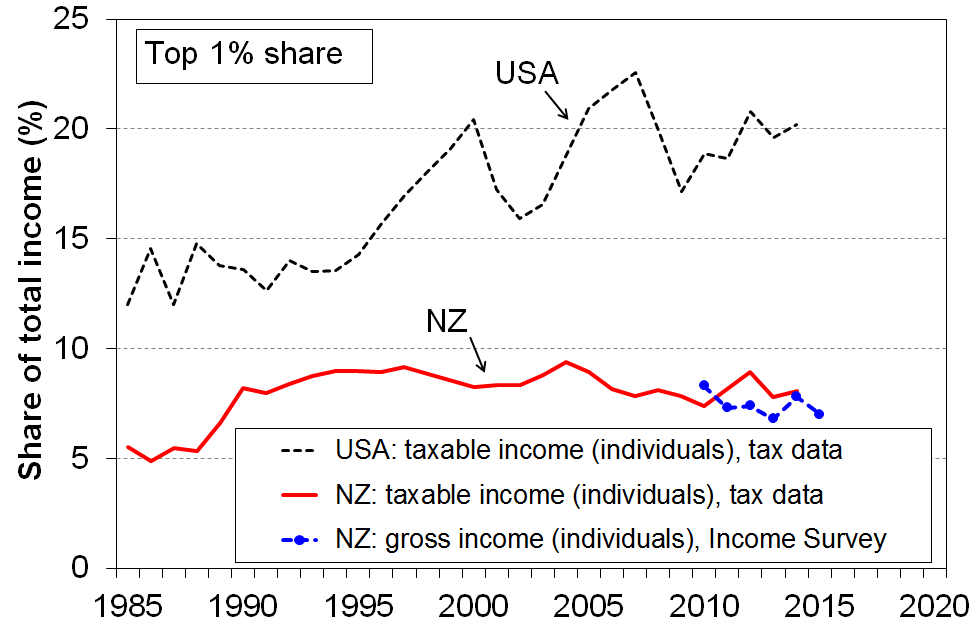 Top 1% share
USA
NZ
Share of total income (%)
25
20
15
10
5
0
USA: taxable income (individuals), tax data
NZ: taxable income (individuals), tax data
NZ: gross income (individuals), Income Survey
1985 1990 1995 2000 2005 2010 2015 2020